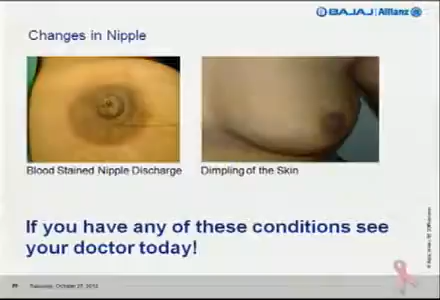 BAJAJ Allianz
Changes in Nipple
Blood Stained Nipple Discharge
Dimpling of the Skin
If you have any of these conditions see
your doctor today!